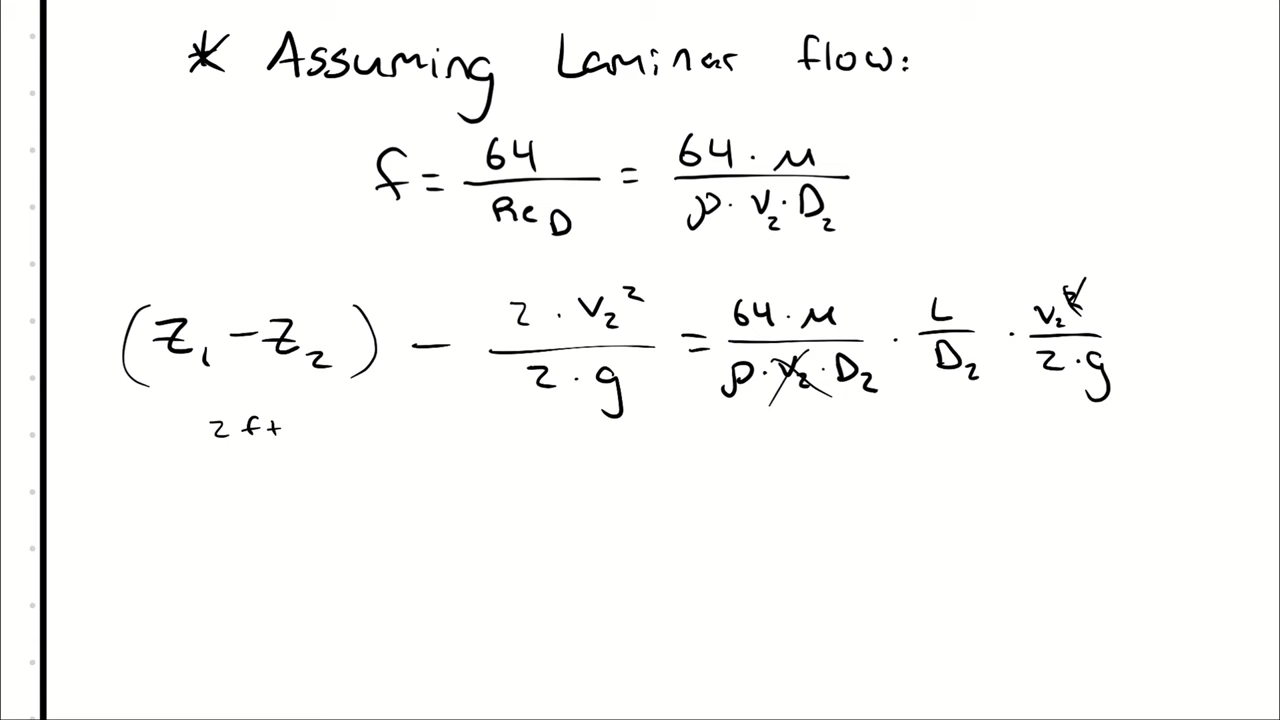 * Assuming Laminar flow:
f = 64 / Re_D = 64 · μ / ρ · V₂ · D₂
(Z₁ - Z₂) - 2 · V₂² / 2 · g = 64 · μ / ρ · V₂ · D₂ · L / D₂ · V₂² / 2 · g
2 ft